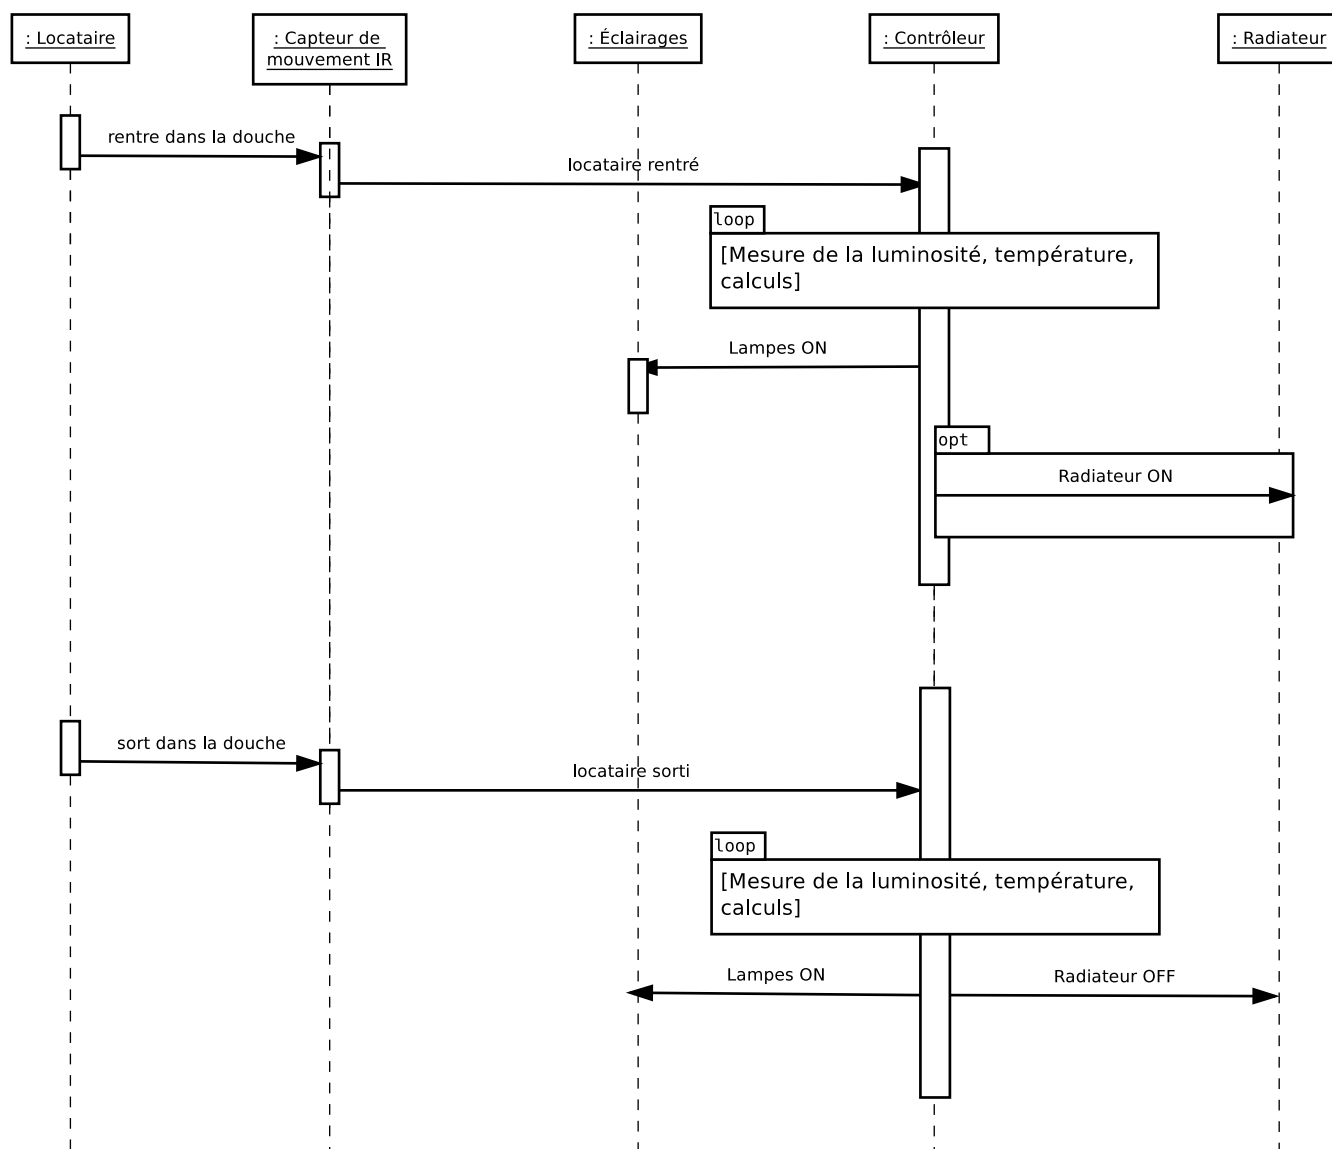 : Locataire
: Capteur de
mouvement IR
: Éclairages
: Contrôleur
: Radiateur
rentre dans la douche
locataire rentré
loop
[Mesure de la luminosité, température,
calculs]
Lampes ON
opt
Radiateur ON
sort dans la douche
locataire sorti
loop
[Mesure de la luminosité, température,
calculs]
Lampes ON
Radiateur OFF